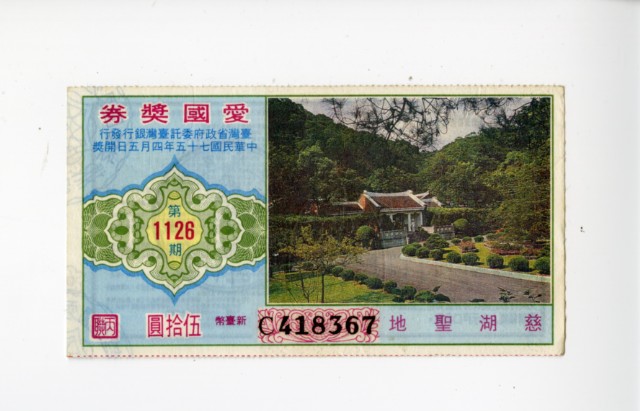 愛國獎券
臺灣省政府委託臺灣銀行發行
中華民國七十五年四月五日開獎
第
1126
期
慈湖聖地
C418367
新臺幣
伍拾圓